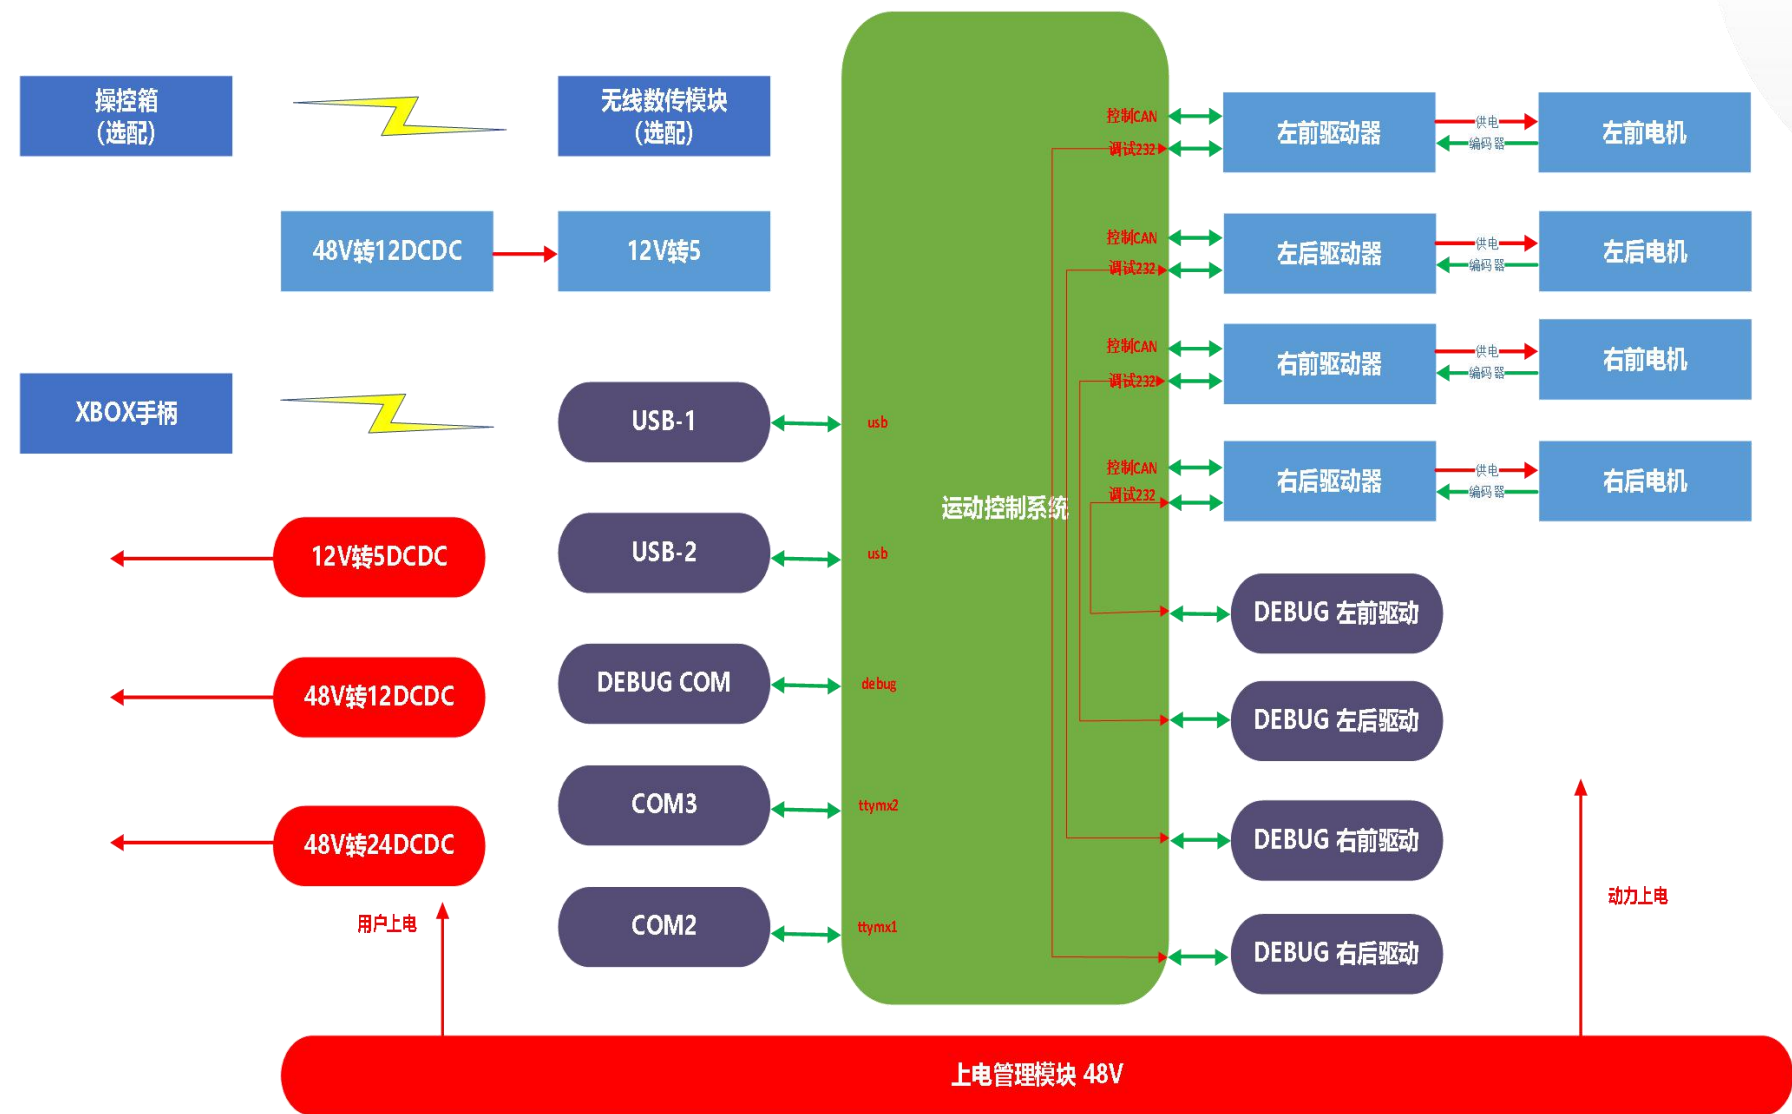 操控箱
(选配)
无线数传模块
(选配)
48V转12DCDC
12V转5
XBOX手柄
USB-1
usb
USB-2
usb
12V转5DCDC
DEBUG COM
debug
48V转12DCDC
COM3
ttymx2
48V转24DCDC
COM2
ttymx1
用户上电
运动控制系统
控制CAN
调试232
左前驱动器
供电
编码器
左前电机
控制CAN
调试232
左后驱动器
供电
编码器
左后电机
控制CAN
调试232
右前驱动器
供电
编码器
右前电机
控制CAN
调试232
右后驱动器
供电
编码器
右后电机
DEBUG 左前驱动
DEBUG 左后驱动
DEBUG 右前驱动
DEBUG 右后驱动
动力上电
上电管理模块 48V